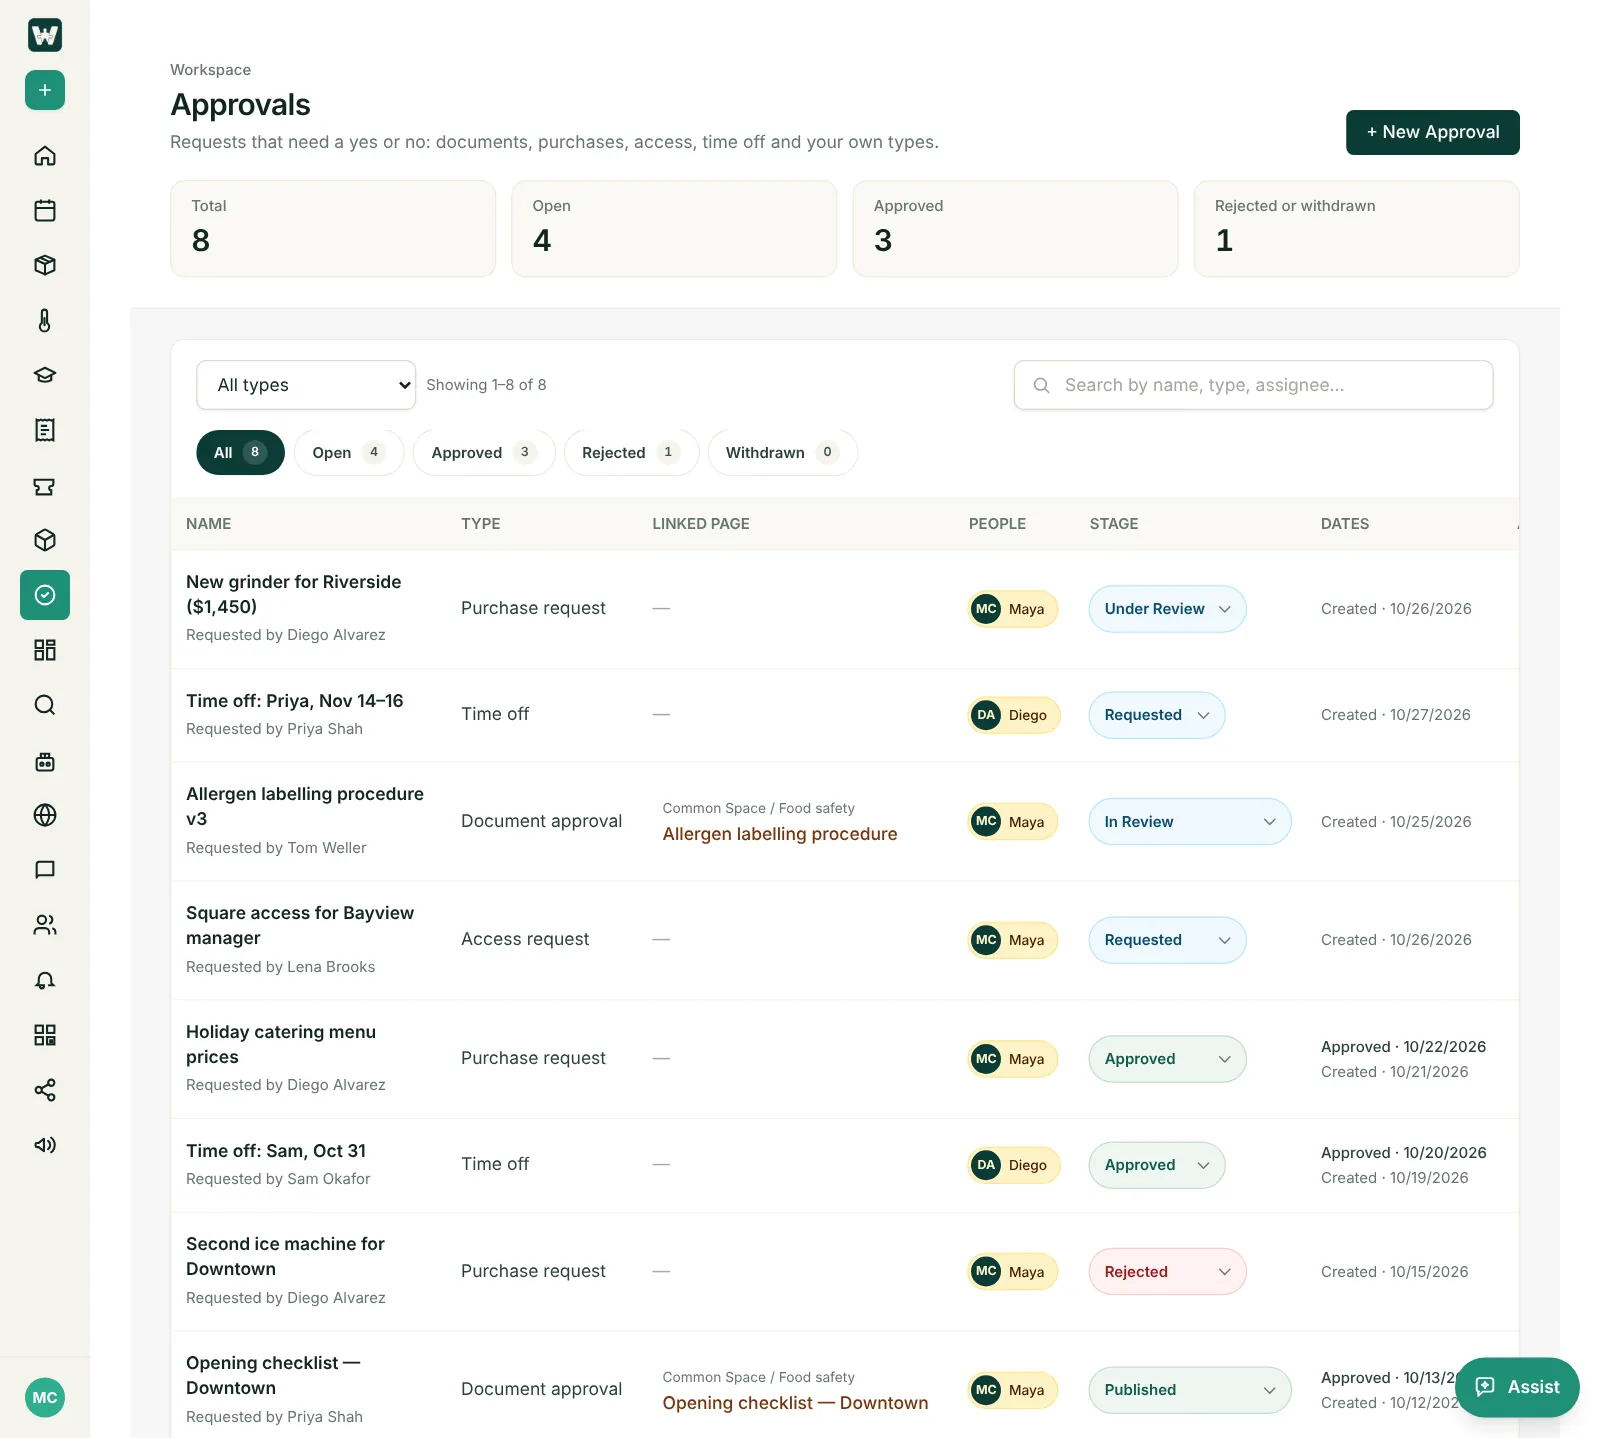 W
+
Workspace
Approvals
Requests that need a yes or no: documents, purchases, access, time off and your own types.
+ New Approval
Total
8
Open
4
Approved
3
Rejected or withdrawn
1
All types
Showing 1–8 of 8
Search by name, type, assignee...
All 8
Open 4
Approved 3
Rejected 1
Withdrawn 0
NAME TYPE LINKED PAGE PEOPLE STAGE DATES
New grinder for Riverside
($1,450)
Requested by Diego Alvarez
Purchase request
—
MC Maya
Under Review
Created · 10/26/2026
Time off: Priya, Nov 14–16
Requested by Priya Shah
Time off
—
DA Diego
Requested
Created · 10/27/2026
Allergen labelling procedure
v3
Requested by Tom Weller
Document approval
Common Space / Food safety
Allergen labelling procedure
MC Maya
In Review
Created · 10/25/2026
Square access for Bayview
manager
Requested by Lena Brooks
Access request
—
MC Maya
Requested
Created · 10/26/2026
Holiday catering menu
prices
Requested by Diego Alvarez
Purchase request
—
MC Maya
Approved
Approved · 10/22/2026
Created · 10/21/2026
Time off: Sam, Oct 31
Requested by Sam Okafor
Time off
—
DA Diego
Approved
Approved · 10/20/2026
Created · 10/19/2026
Second ice machine for
Downtown
Requested by Diego Alvarez
Purchase request
—
MC Maya
Rejected
Created · 10/15/2026
Opening checklist —
Downtown
Requested by Priya Shah
Document approval
Common Space / Food safety
Opening checklist — Downtown
MC Maya
Published
Approved · 10/13/2
Created · 10/12/202
Assist
MC